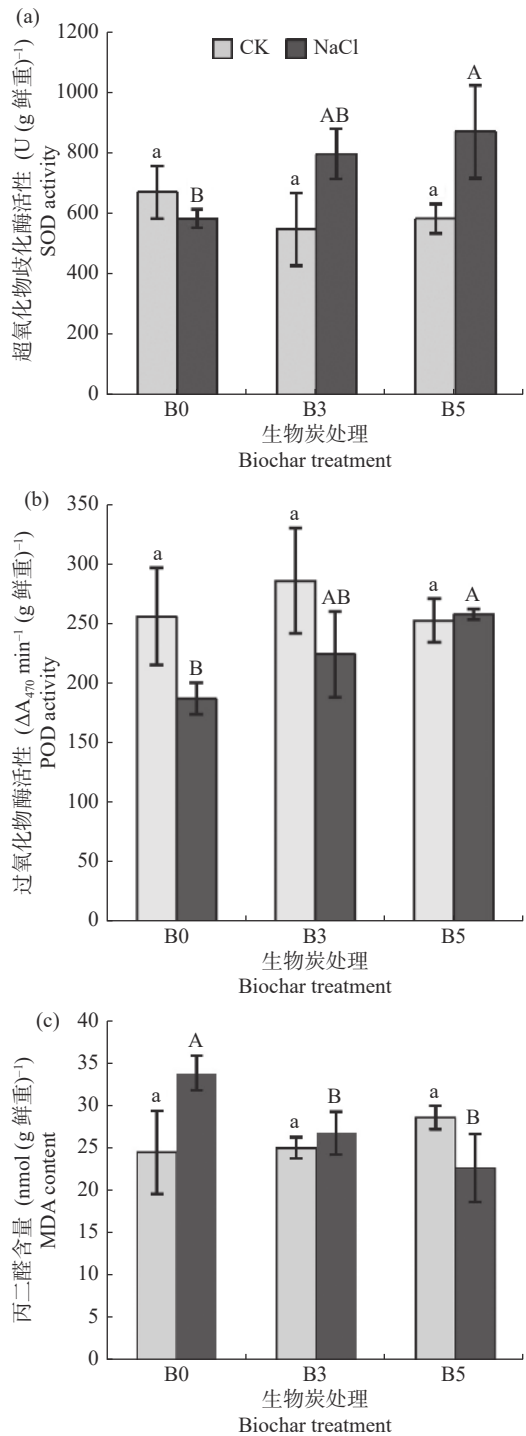 (a)
1200
1000
800
600
400
200
0
超氧化物歧化酶活性 (U (g 鲜重)⁻¹)
SOD activity
CK NaCl
a B a AB a A
B0 B3 B5
生物炭处理
Biochar treatment
(b)
350
300
250
200
150
100
50
0
过氧化物酶活性 (ΔA₄₇₀ min⁻¹ (g 鲜重)⁻¹)
POD activity
a B a AB a A
B0 B3 B5
生物炭处理
Biochar treatment
(c)
40
35
30
25
20
15
10
5
0
丙二醛含量 (nmol (g 鲜重)⁻¹)
MDA content
a A a B a B
B0 B3 B5
生物炭处理
Biochar treatment